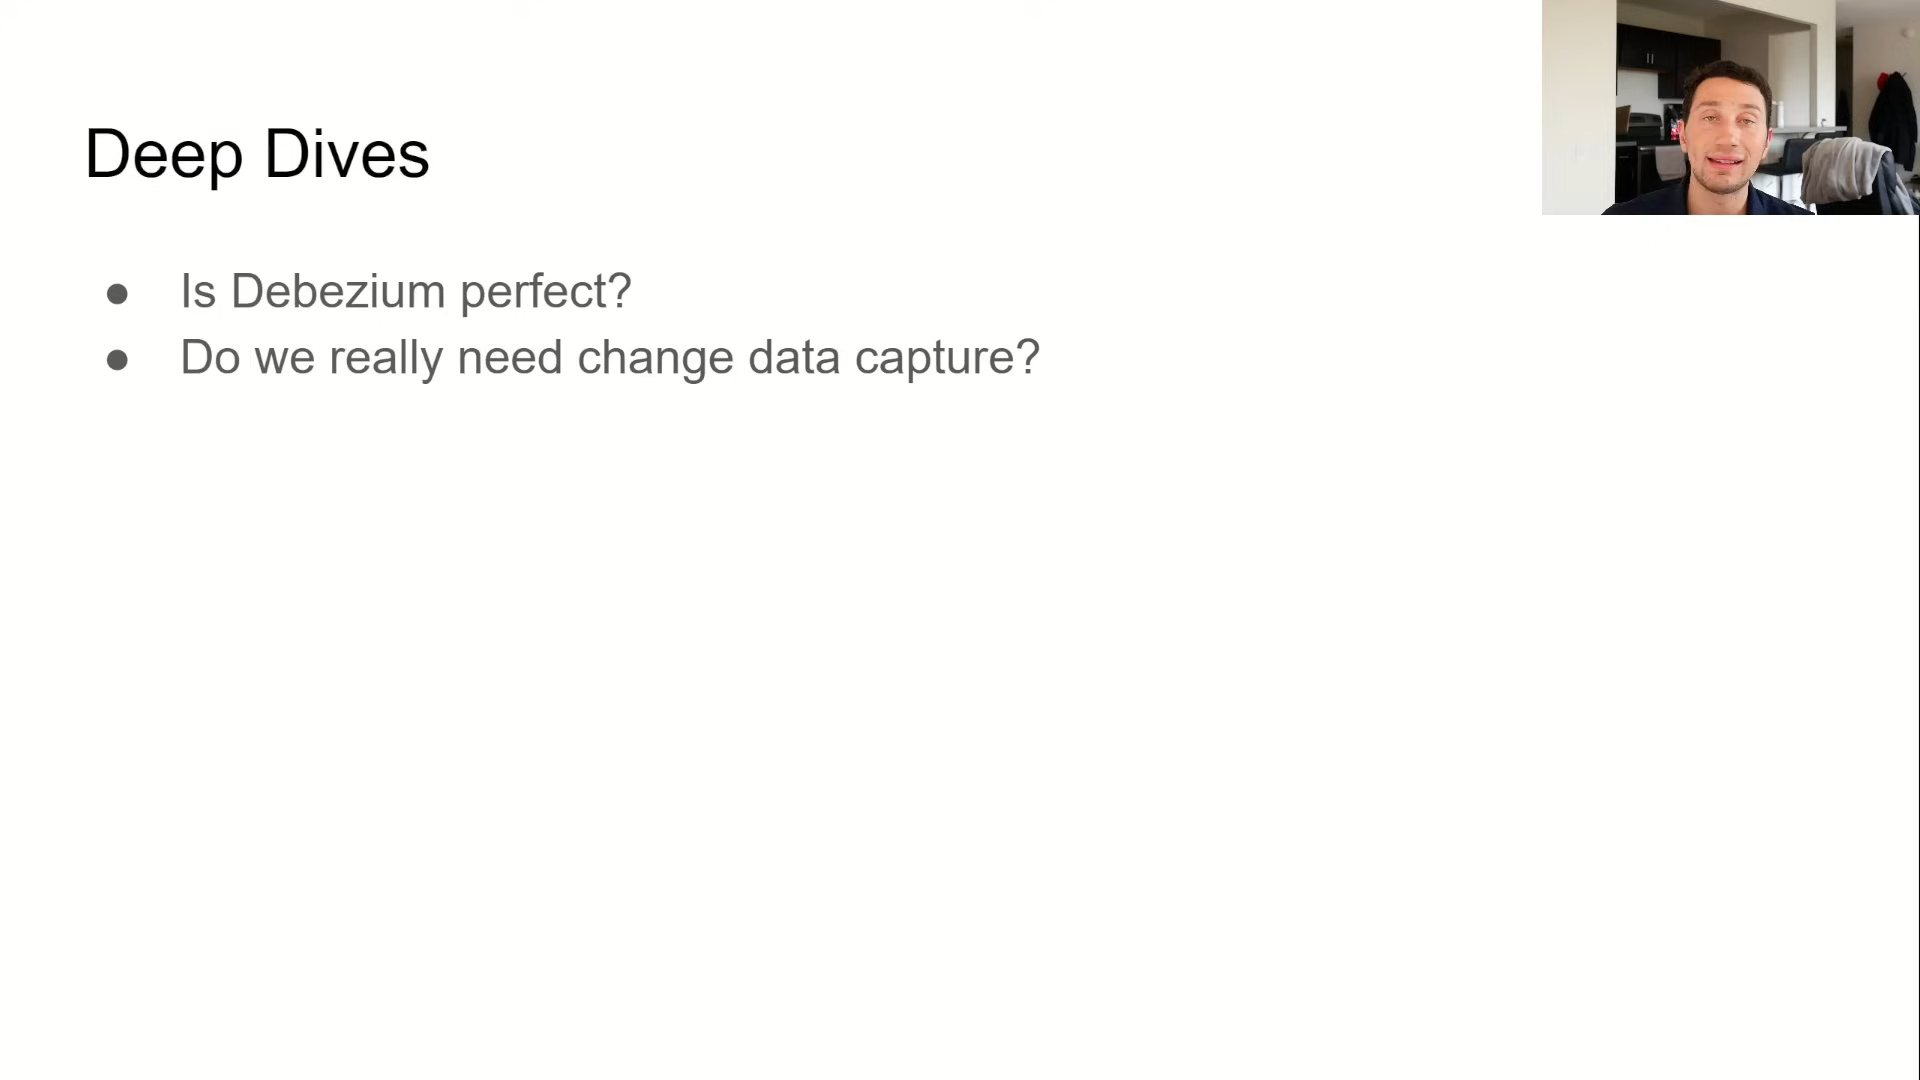 Deep Dives
● Is Debezium perfect?
● Do we really need change data capture?